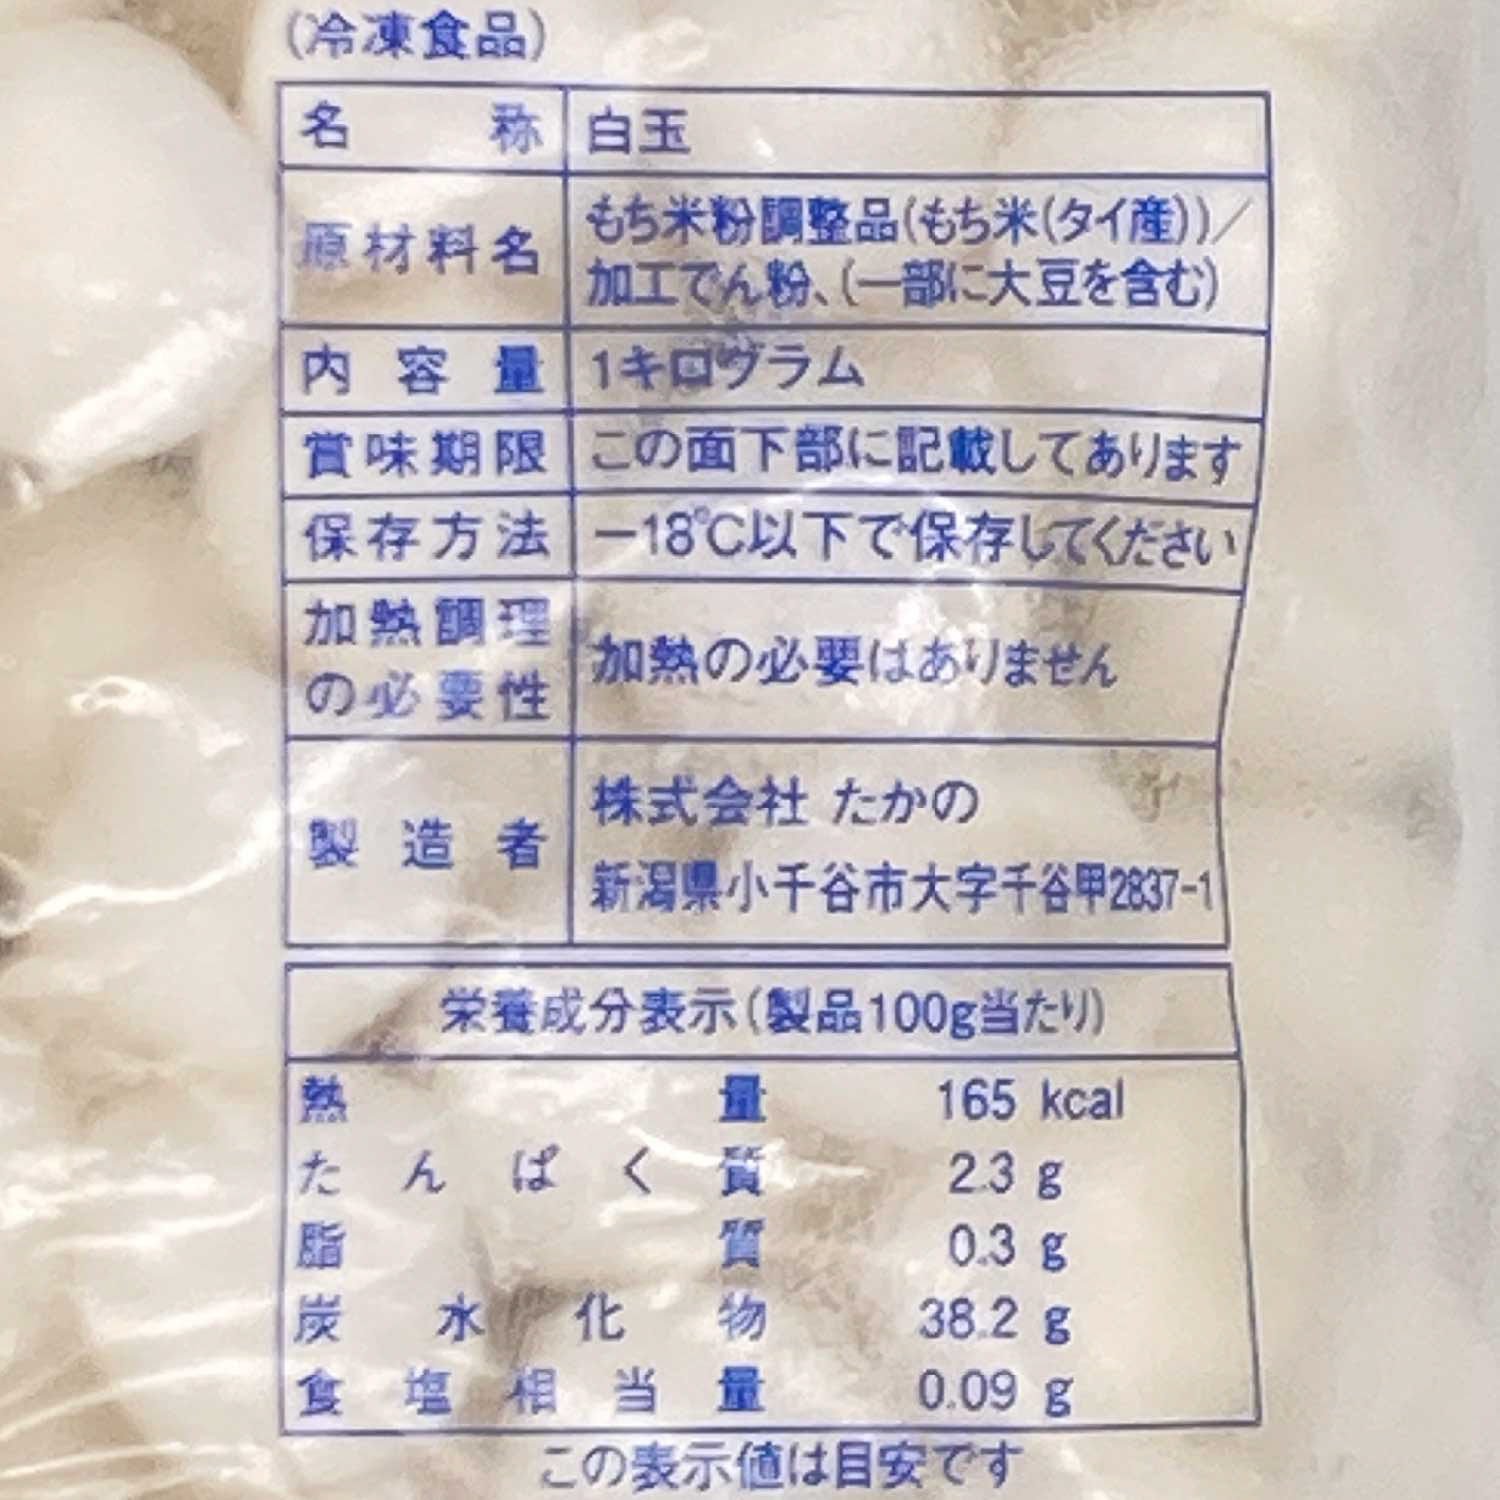 (冷凍食品)
名称 白玉
原材料名 もち米粉調整品(もち米(タイ産))／
加工でん粉、(一部に大豆を含む)
内容量 1キログラム
賞味期限 この面下部に記載してあります
保存方法 －18℃以下で保存してください
加熱調理
の必要性 加熱の必要はありません
製造者 株式会社 たかの
新潟県小千谷市大字千谷甲2837-1
栄養成分表示(製品100g当たり)
熱量 165 kcal
たんぱく質 2.3 g
脂質 0.3 g
炭水化物 38.2 g
食塩相当量 0.09 g
この表示値は目安です